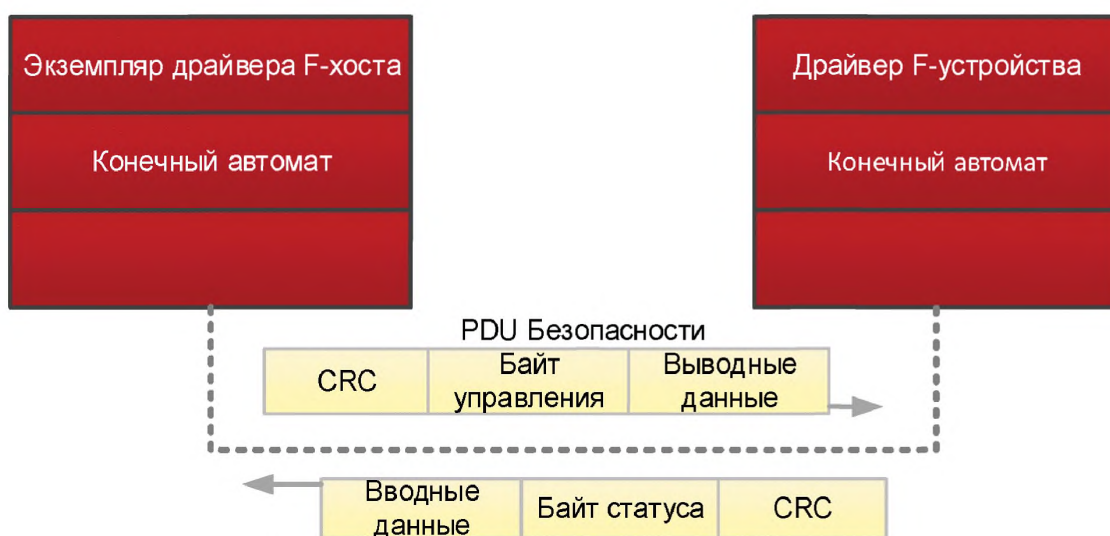 Экземпляр драйвера F-хоста
Драйвер F-устройства
Конечный автомат
Конечный автомат
PDU Безопасности
CRC
Байт
управления
Выводные
данные
Вводные
данные
Байт статуса
CRC